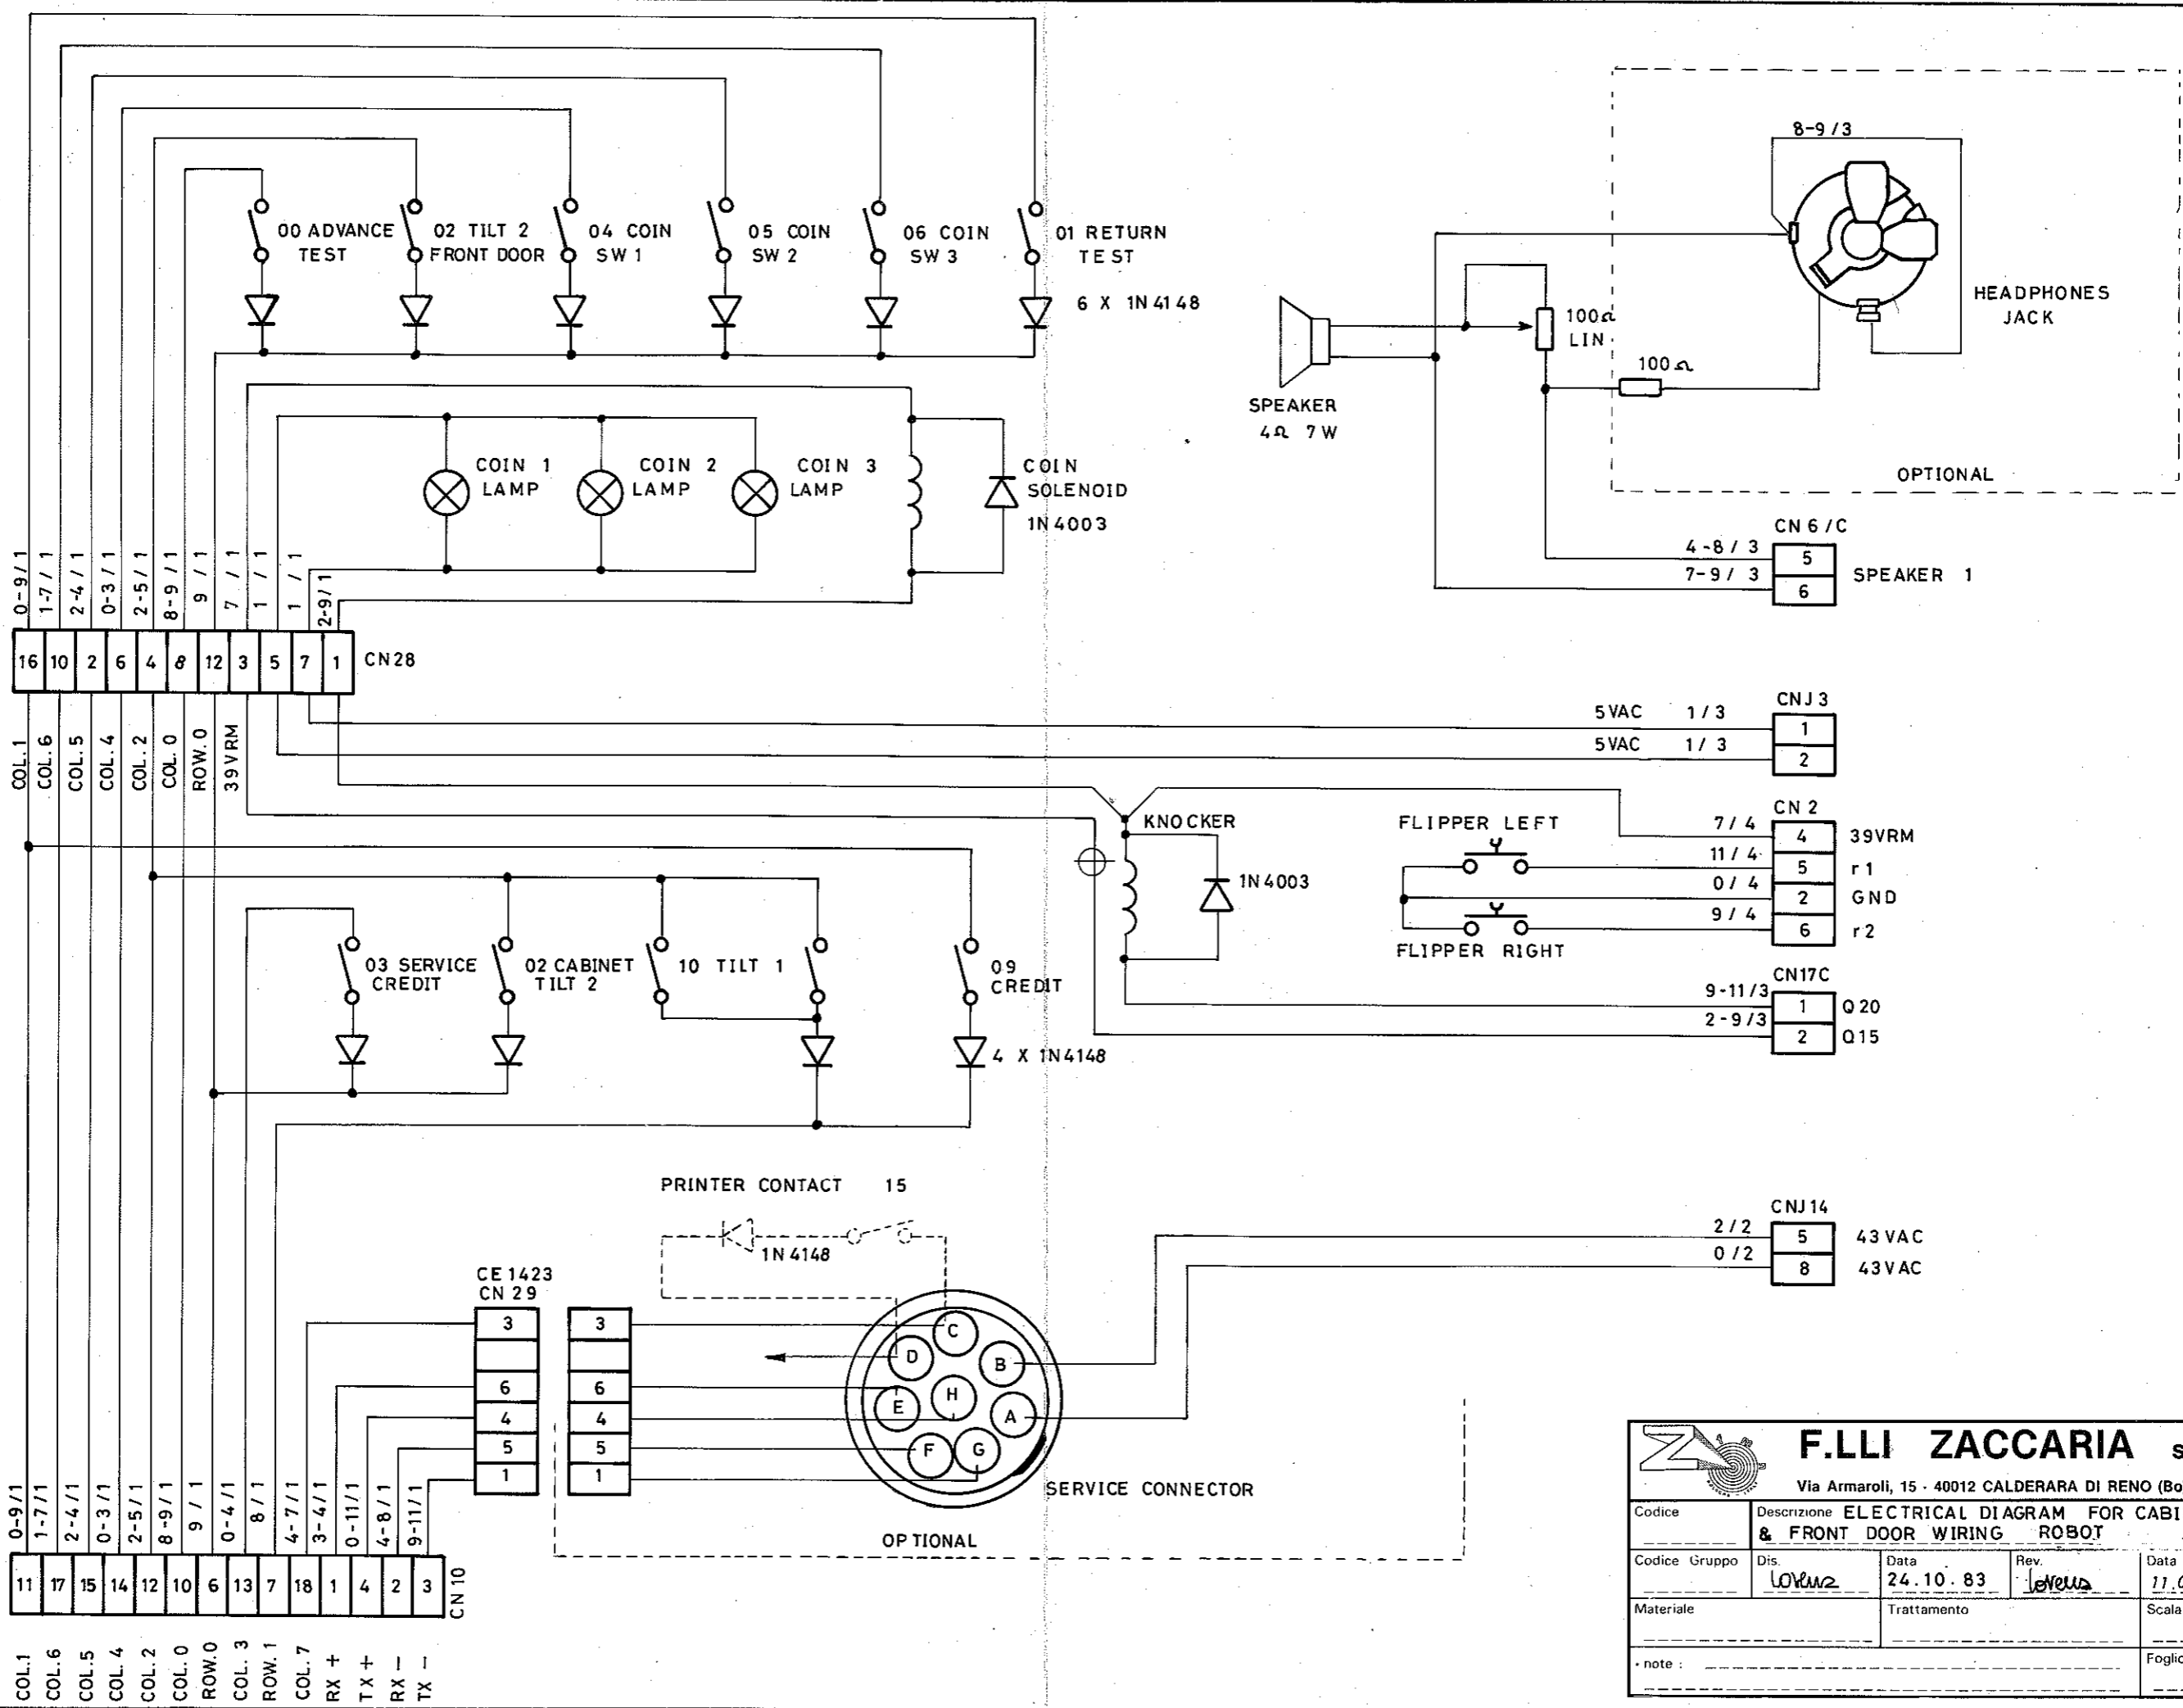 8-9/3
00 ADVANCE TEST
02 TILT 2 FRONT DOOR
04 COIN SW 1
05 COIN SW 2
06 COIN SW 3
01 RETURN TEST
6 X 1N4148
HEADPHONES JACK
100Ω LIN.
100Ω
SPEAKER 4Ω 7W
OPTIONAL
COIN 1 LAMP
COIN 2 LAMP
COIN 3 LAMP
COIN SOLENOID
1N4003
CN 6/C
4-8/3 5
7-9/3 6
SPEAKER 1
0-9/1
1-7/1
2-4/1
0-3/1
2-5/1
8-9/1
9/1
7/1
1/1
1/1
2-9/1
16 10 2 6 4 8 12 3 5 7 1 CN28
COL.1
COL.6
COL.5
COL.4
COL.2
COL.0
ROW.0
39VRM
CNJ3
5VAC 1/3 1
5VAC 1/3 2
CN 2
7/4 4 39VRM
11/4 5 r1
0/4 2 GND
9/4 6 r2
KNOCKER
1N4003
FLIPPER LEFT
FLIPPER RIGHT
CN17C
9-11/3 1 Q20
2-9/3 2 Q15
03 SERVICE CREDIT
02 CABINET TILT 2
10 TILT 1
09 CREDIT
4 X 1N4148
PRINTER CONTACT 15
1N4148
CNJ14
2/2 5 43VAC
0/2 8 43VAC
CE1423
CN 29
3 3
6 6
4 4
5 5
1 1
C
D
B
H
E
A
F
G
SERVICE CONNECTOR
OPTIONAL
0-9/1
1-7/1
2-4/1
0-3/1
2-5/1
8-9/1
9/1
0-4/1
8/1
4-7/1
3-4/1
0-11/1
4-8/1
9-11/1
11 17 15 14 12 10 6 13 7 18 1 4 2 3 CN10
COL.1
COL.6
COL.5
COL.4
COL.2
COL.0
ROW.0
COL.3
ROW.1
COL.7
RX +
TX +
RX −
TX −
F.LLI ZACCARIA s
Via Armaroli, 15 - 40012 CALDERARA DI RENO (Bo
Codice
Descrizione ELECTRICAL DIAGRAM FOR CABI
& FRONT DOOR WIRING ROBOT
Codice Gruppo Dis. Data 24.10.83 Rev. Data
Materiale Trattamento Scala
note : Foglio